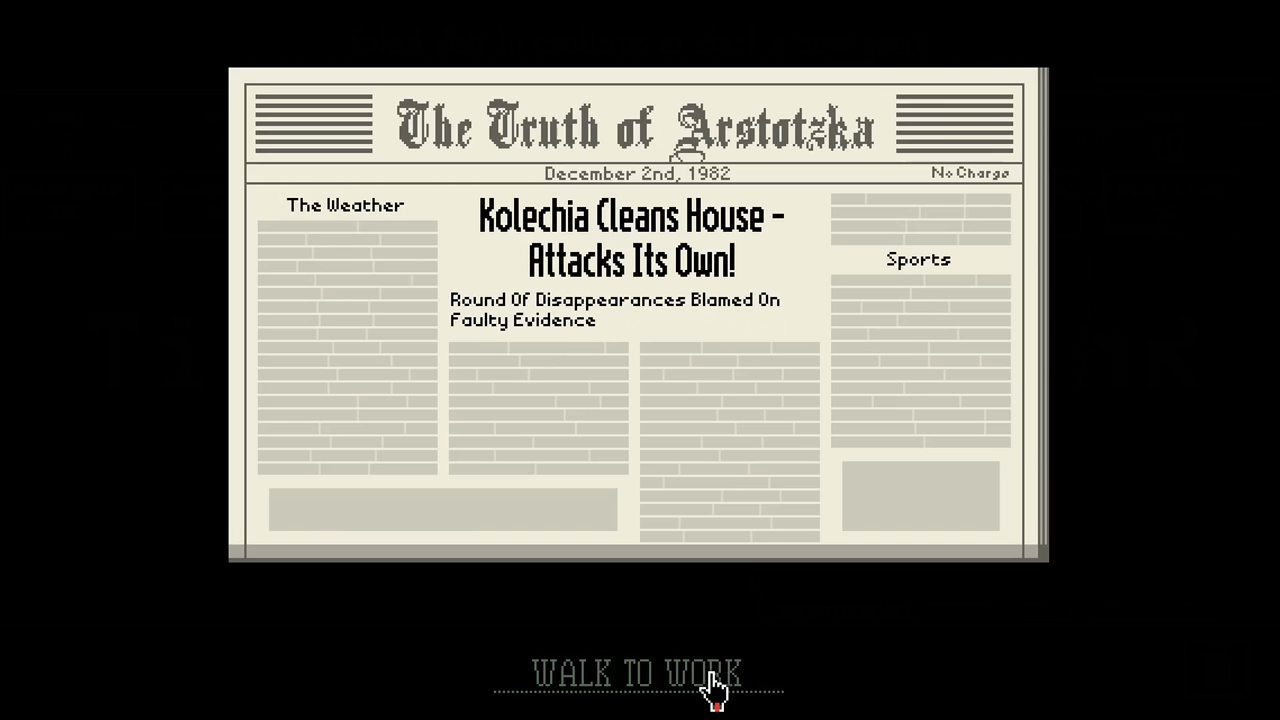 The Truth of Arstotzka
December 2nd, 1982
No Charge
The Weather
Kolechia Cleans House -
Attacks Its Own!
Round Of Disappearances Blamed On
Faulty Evidence
Sports
WALK TO WORK